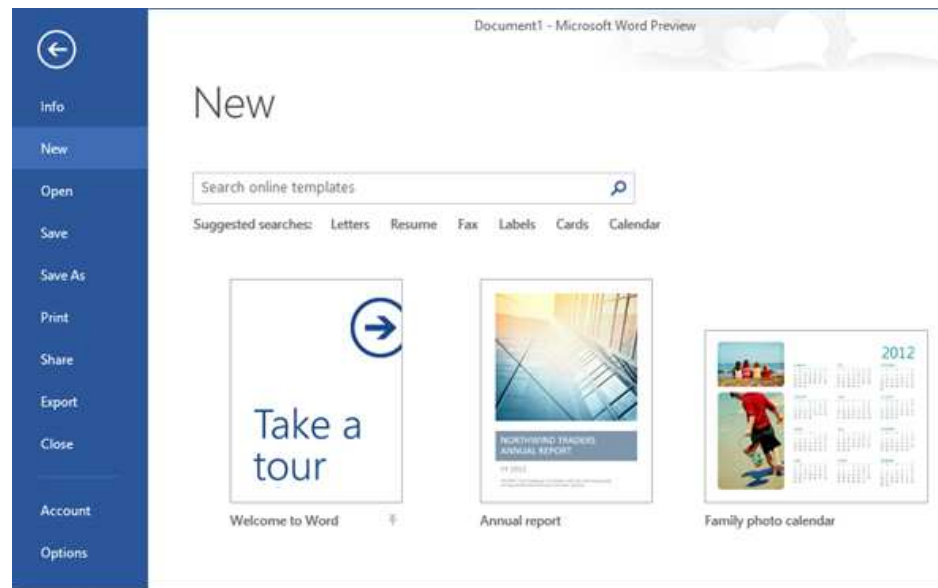 Document1 - Microsoft Word Preview
Info
New
Open
Save
Save As
Print
Share
Export
Close
Account
Options
New
Search online templates
Suggested searches: Letters Resume Fax Labels Cards Calendar
Take a
tour
Welcome to Word
NORTHWIND TRADERS
ANNUAL REPORT
FY 2012
Annual report
2012
Family photo calendar